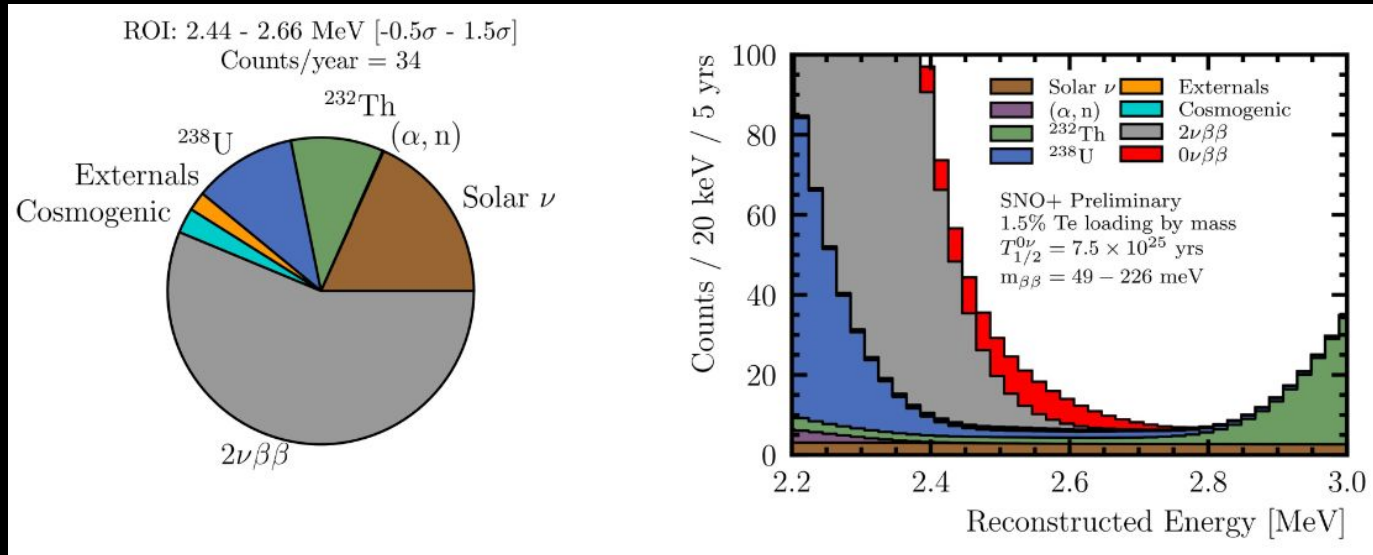 ROI: 2.44 - 2.66 MeV [-0.5σ - 1.5σ]
Counts/year = 34
²³²Th
(α, n)
²³⁸U
Externals
Cosmogenic
Solar ν
2νββ
Counts / 20 keV / 5 yrs
100
80
60
40
20
0
2.2 2.4 2.6 2.8 3.0
Reconstructed Energy [MeV]
Solar ν Externals
(α, n) Cosmogenic
²³²Th 2νββ
²³⁸U 0νββ
SNO+ Preliminary
1.5% Te loading by mass
T₁/₂⁰ν = 7.5 × 10²⁵ yrs
mββ = 49 − 226 meV